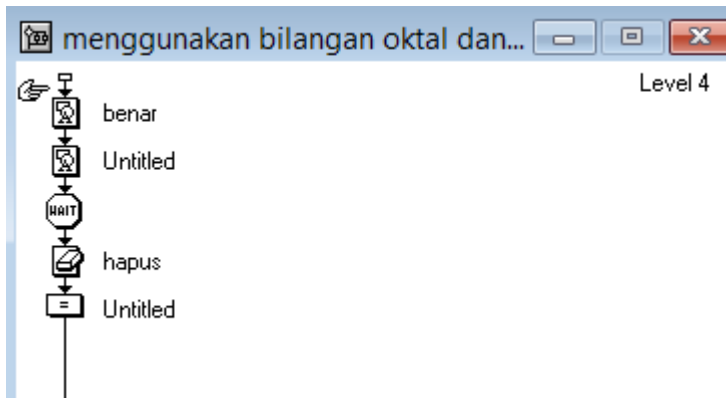 menggunakan bilangan oktal dan...
Level 4
benar
Untitled
WAIT
hapus
=
Untitled